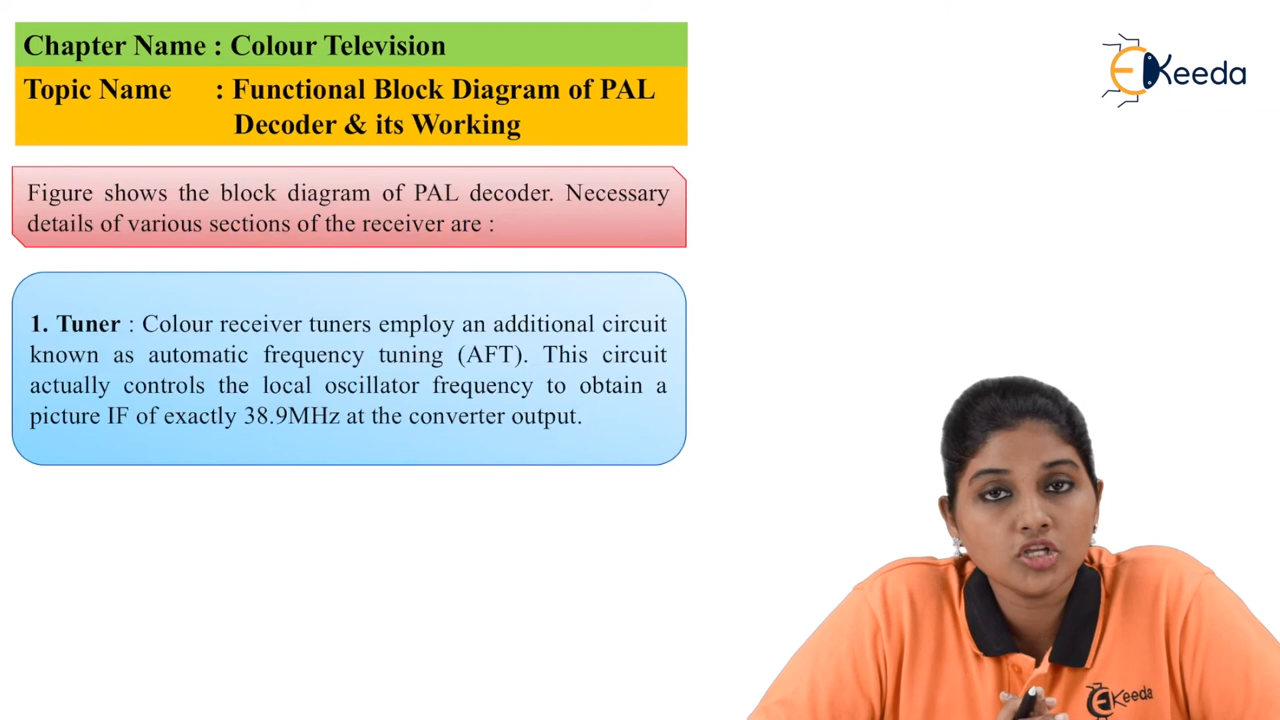 Chapter Name : Colour Television
Topic Name : Functional Block Diagram of PAL
Decoder & its Working
Keeda
Figure shows the block diagram of PAL decoder. Necessary
details of various sections of the receiver are :
1. Tuner : Colour receiver tuners employ an additional circuit
known as automatic frequency tuning (AFT). This circuit
actually controls the local oscillator frequency to obtain a
picture IF of exactly 38.9MHz at the converter output.
Keeda